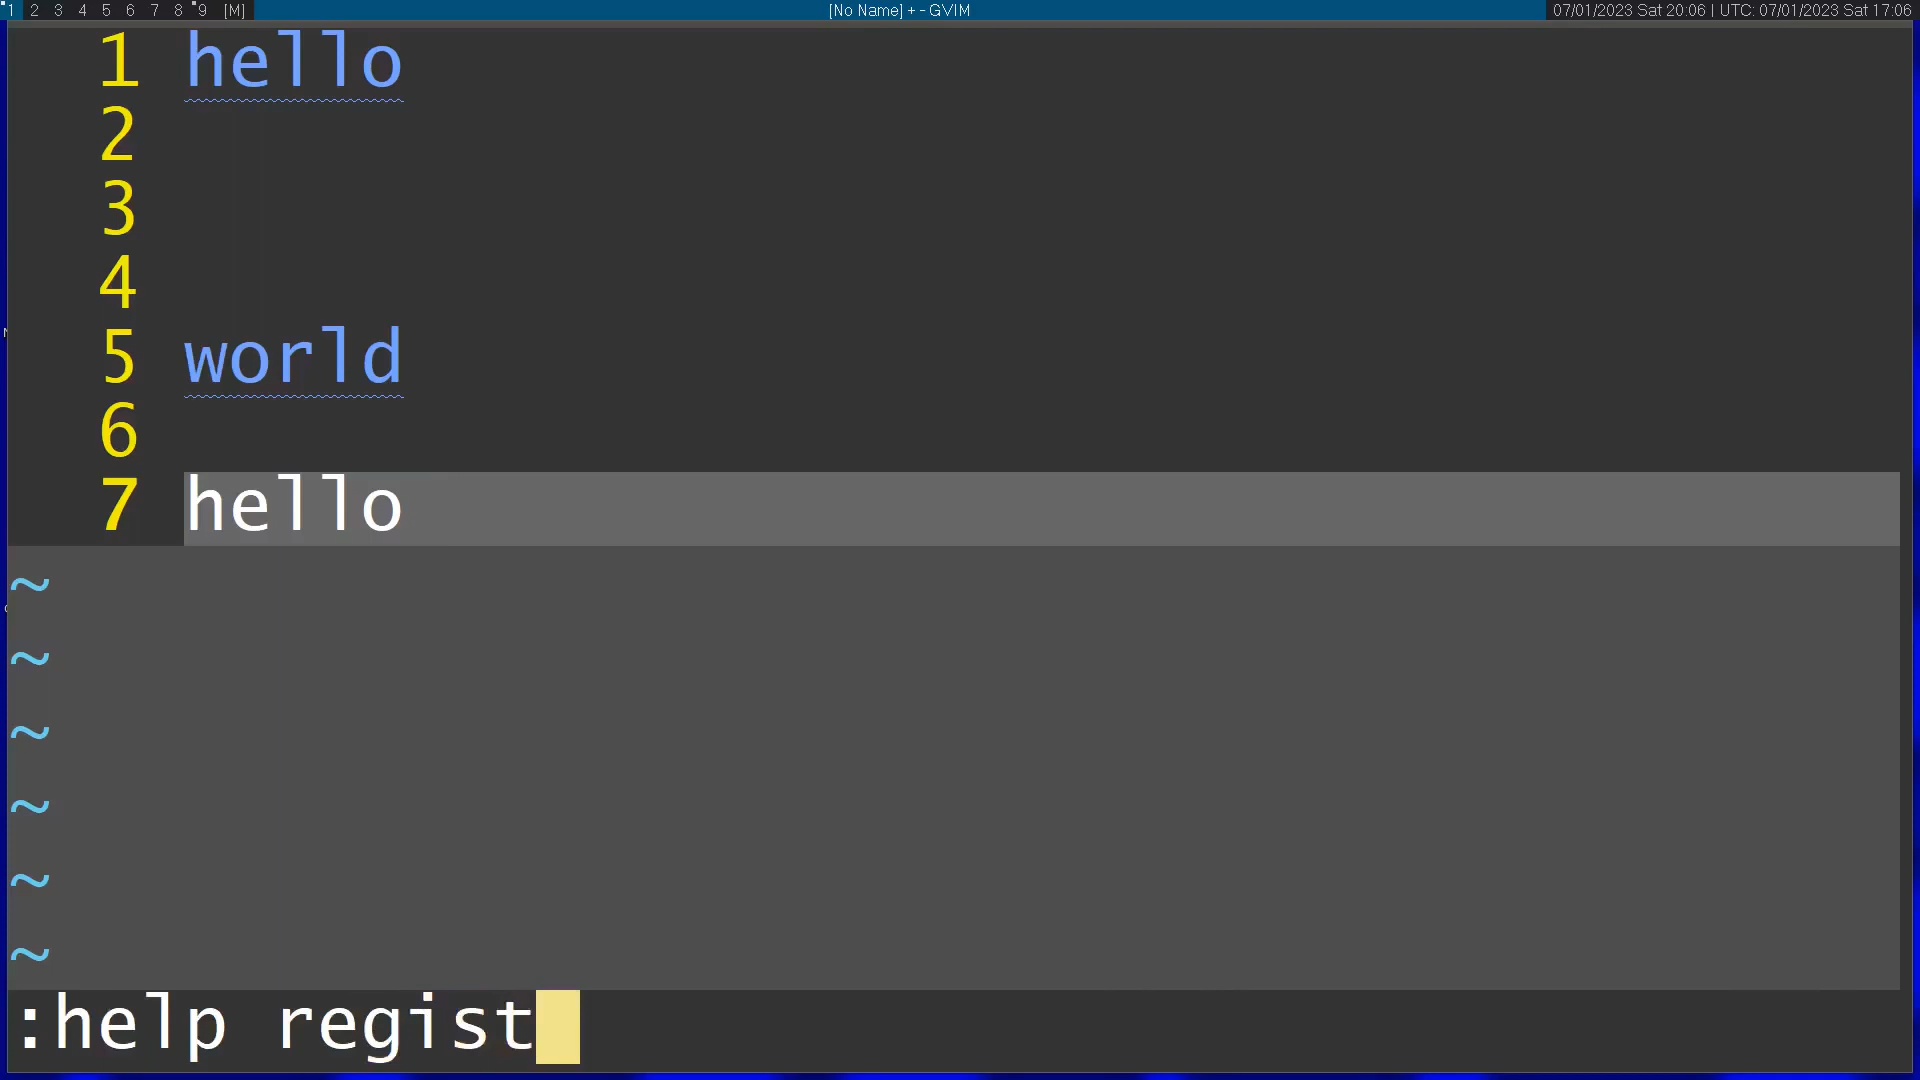 1 2 3 4 5 6 7 8 9 [M] [No Name] + - GVIM 07/01/2023 Sat 20:06 | UTC: 07/01/2023 Sat 17:06
1 hello
2
3
4
5 world
6
7 hello
~
~
~
~
~
~
:help regist